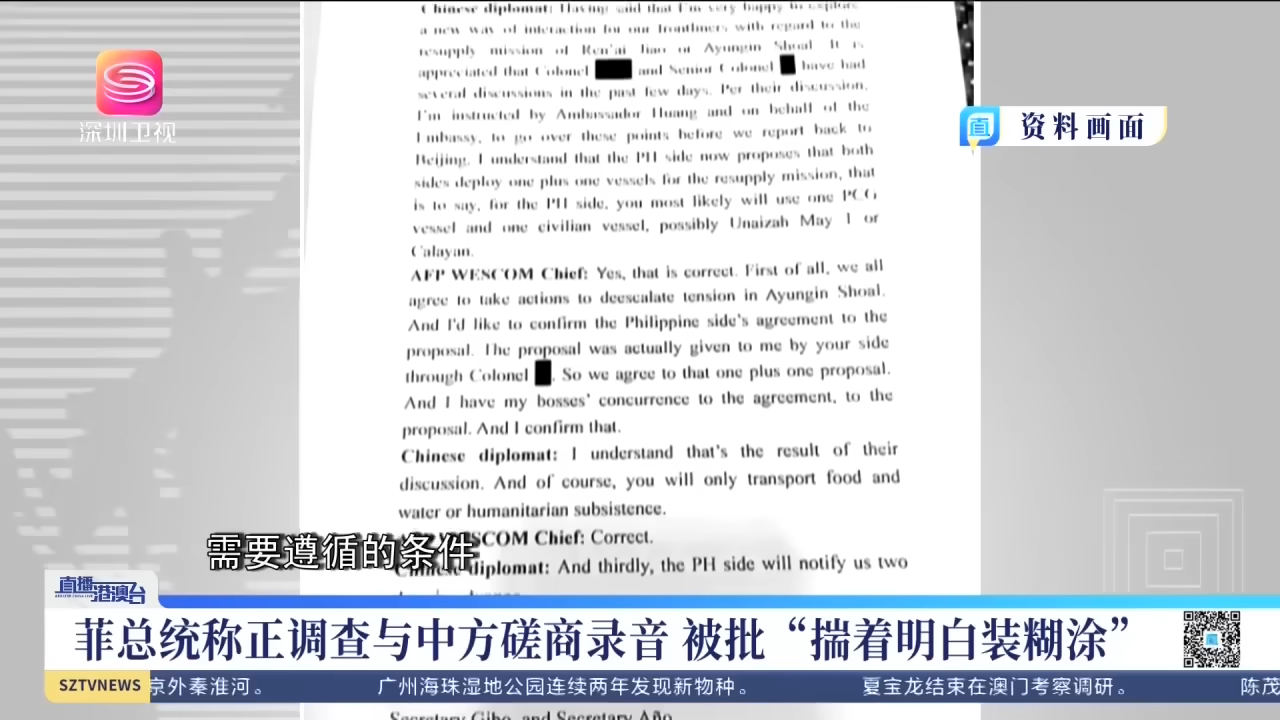 Chinese diplomat: Having said that I'm very happy to explore
a new way of interaction for our frontliners with regard to the
resupply mission of Ren'ai Jiao or Ayungin Shoal. It is
appreciated that Colonel and Senior Colonel have had
several discussions in the past few days. Per their discussion,
I'm instructed by Ambassador Huang and on behalf of the
Embassy, to go over these points before we report back to
Beijing. I understand that the PH side now proposes that both
sides deploy one plus one vessels for the resupply mission, that
is to say, for the PH side, you most likely will use one PCG
vessel and one civilian vessel, possibly Unaizah May 1 or
Calayan.
AFP WESCOM Chief: Yes, that is correct. First of all, we all
agree to take actions to deescalate tension in Ayungin Shoal.
And I'd like to confirm the Philippine side's agreement to the
proposal. The proposal was actually given to me by your side
through Colonel . So we agree to that one plus one proposal.
And I have my bosses' concurrence to the agreement, to the
proposal. And I confirm that.
Chinese diplomat: I understand that's the result of their
discussion. And of course, you will only transport food and
water or humanitarian subsistence.
WESCOM Chief: Correct.
Chinese diplomat: And thirdly, the PH side will notify us two
深圳卫视
直 资料画面
需要遵循的条件
直播港澳台
菲总统称正调查与中方磋商录音 被批“揣着明白装糊涂”
SZTVNEWS
京外秦淮河。 广州海珠湿地公园连续两年发现新物种。 夏宝龙结束在澳门考察调研。 陈茂
Secretary Gibo, and Secretary Año